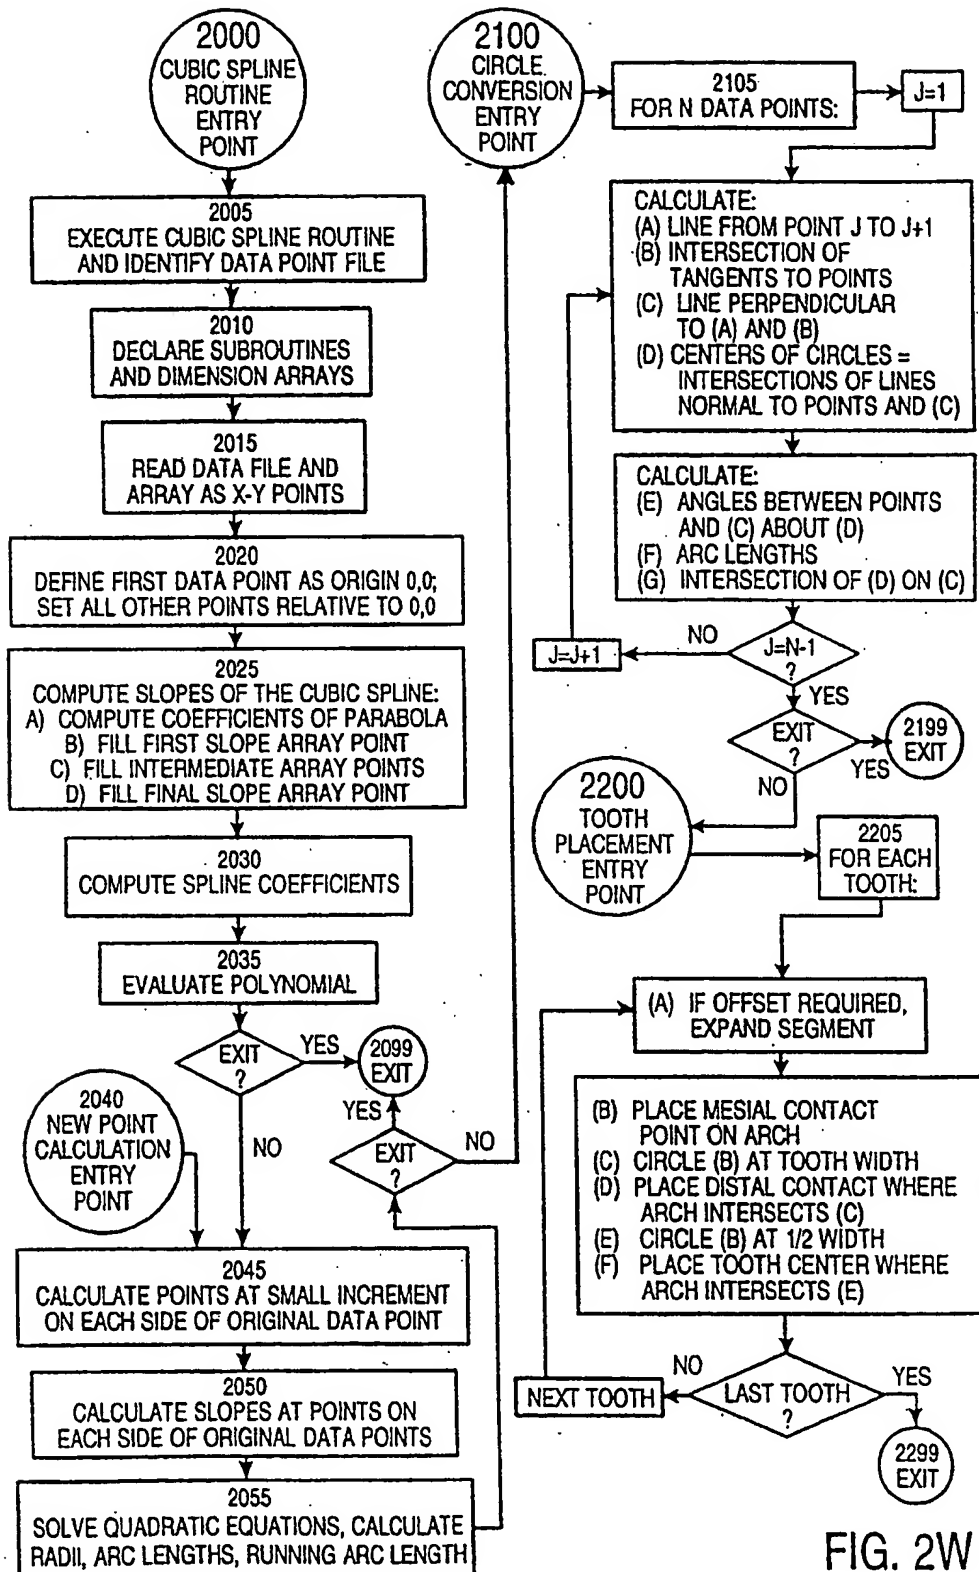 2000
CUBIC SPLINE
ROUTINE
ENTRY
POINT
2005
EXECUTE CUBIC SPLINE ROUTINE
AND IDENTIFY DATA POINT FILE
2010
DECLARE SUBROUTINES
AND DIMENSION ARRAYS
2015
READ DATA FILE AND
ARRAY AS X-Y POINTS
2020
DEFINE FIRST DATA POINT AS ORIGIN 0,0;
SET ALL OTHER POINTS RELATIVE TO 0,0
2025
COMPUTE SLOPES OF THE CUBIC SPLINE:
A) COMPUTE COEFFICIENTS OF PARABOLA
B) FILL FIRST SLOPE ARRAY POINT
C) FILL INTERMEDIATE ARRAY POINTS
D) FILL FINAL SLOPE ARRAY POINT
2030
COMPUTE SPLINE COEFFICIENTS
2035
EVALUATE POLYNOMIAL
EXIT
?
YES
2099
EXIT
NO
2040
NEW POINT
CALCULATION
ENTRY
POINT
YES
EXIT
?
NO
2045
CALCULATE POINTS AT SMALL INCREMENT
ON EACH SIDE OF ORIGINAL DATA POINT
2050
CALCULATE SLOPES AT POINTS ON
EACH SIDE OF ORIGINAL DATA POINTS
2055
SOLVE QUADRATIC EQUATIONS, CALCULATE
RADII, ARC LENGTHS, RUNNING ARC LENGTH
2100
CIRCLE
CONVERSION
ENTRY
POINT
2105
FOR N DATA POINTS:
J=1
CALCULATE:
(A) LINE FROM POINT J TO J+1
(B) INTERSECTION OF
TANGENTS TO POINTS
(C) LINE PERPENDICULAR
TO (A) AND (B)
(D) CENTERS OF CIRCLES =
INTERSECTIONS OF LINES
NORMAL TO POINTS AND (C)
CALCULATE:
(E) ANGLES BETWEEN POINTS
AND (C) ABOUT (D)
(F) ARC LENGTHS
(G) INTERSECTION OF (D) ON (C)
J=J+1
NO
J=N-1
?
YES
EXIT
?
YES
2199
EXIT
NO
2200
TOOTH
PLACEMENT
ENTRY
POINT
2205
FOR EACH
TOOTH:
(A) IF OFFSET REQUIRED,
EXPAND SEGMENT
(B) PLACE MESIAL CONTACT
POINT ON ARCH
(C) CIRCLE (B) AT TOOTH WIDTH
(D) PLACE DISTAL CONTACT WHERE
ARCH INTERSECTS (C)
(E) CIRCLE (B) AT 1/2 WIDTH
(F) PLACE TOOTH CENTER WHERE
ARCH INTERSECTS (E)
NEXT TOOTH
NO
LAST TOOTH
?
YES
2299
EXIT
FIG. 2W